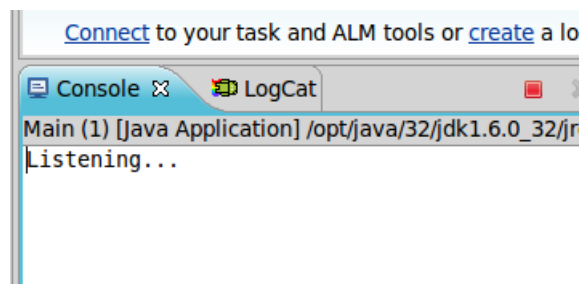 Connect to your task and ALM tools or create a lo
Console LogCat
Main (1) [Java Application] /opt/java/32/jdk1.6.0_32/jr
Listening...